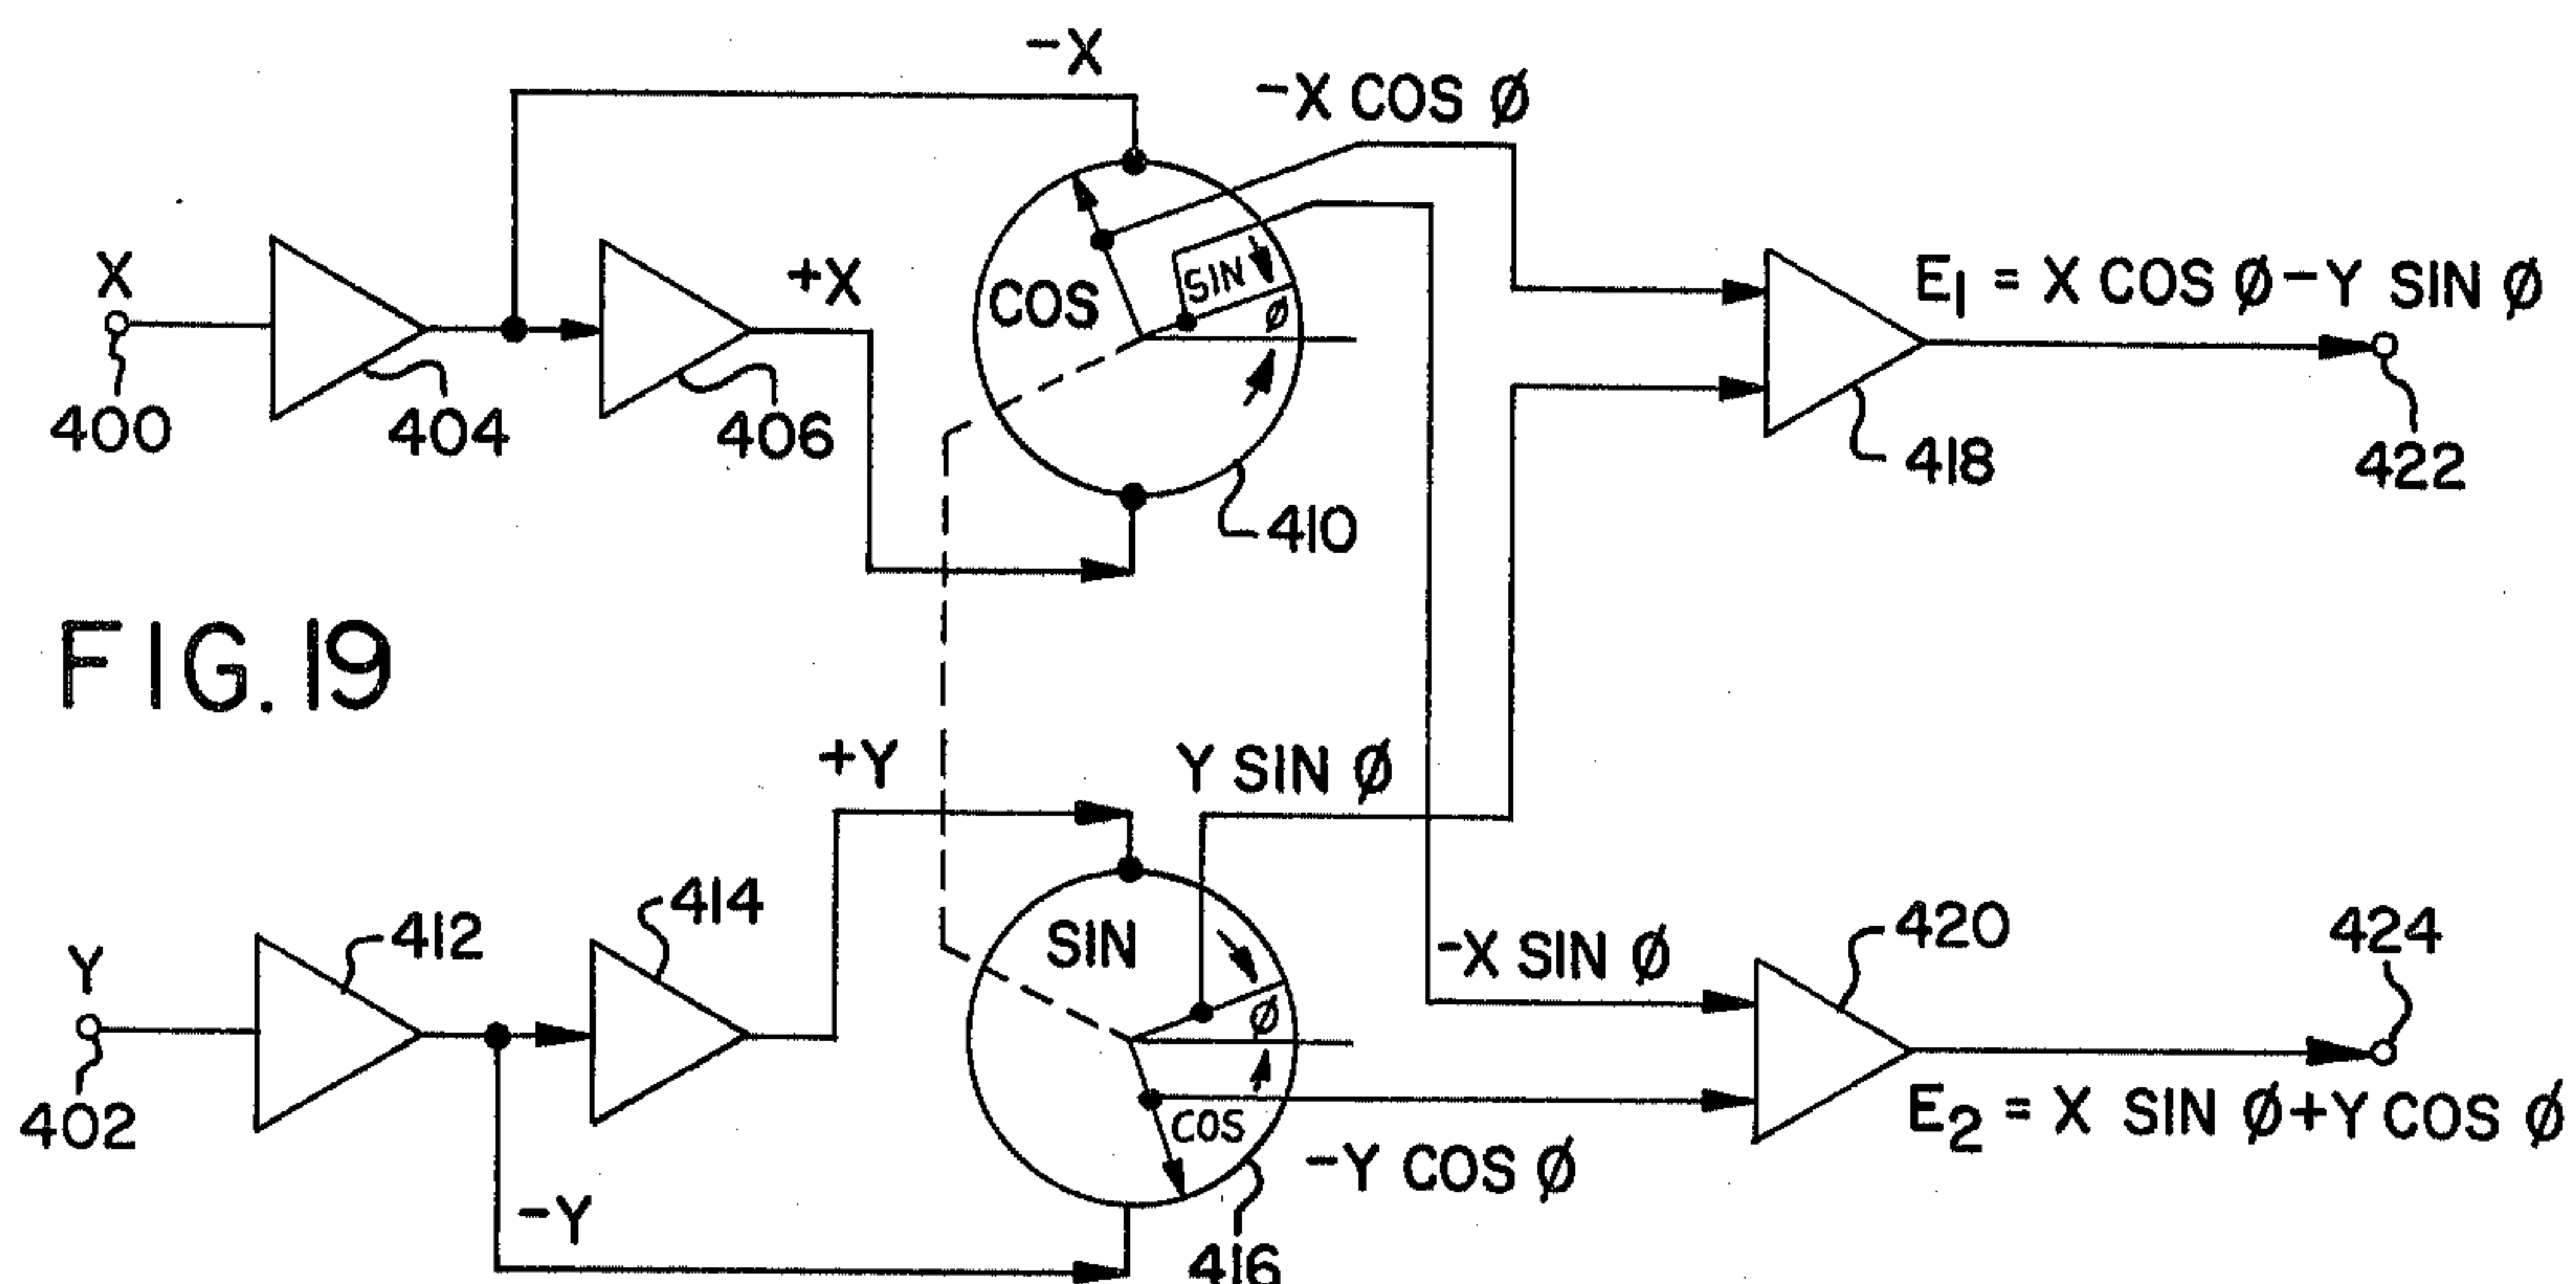 -X
-X COS Ø
X
+X
COS
SIN
Ø
E1 = X COS Ø-Y SIN Ø
400
404
406
410
418
422
FIG. 19
+Y
Y SIN Ø
Y
412
414
SIN
Ø
COS
-X SIN Ø
420
424
402
-Y
-Y COS Ø
E2 = X SIN Ø+Y COS Ø
416